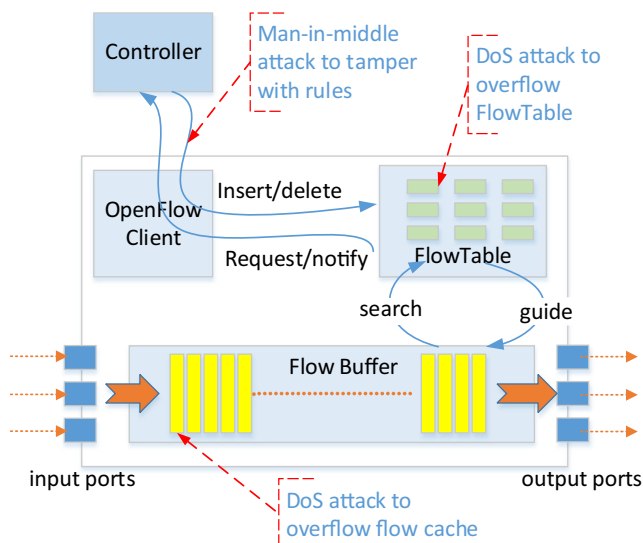 Controller
Man-in-middle
attack to tamper
with rules
DoS attack to
overflow
FlowTable
OpenFlow
Client
Insert/delete
Request/notify
FlowTable
search
guide
Flow Buffer
input ports
output ports
DoS attack to
overflow flow cache